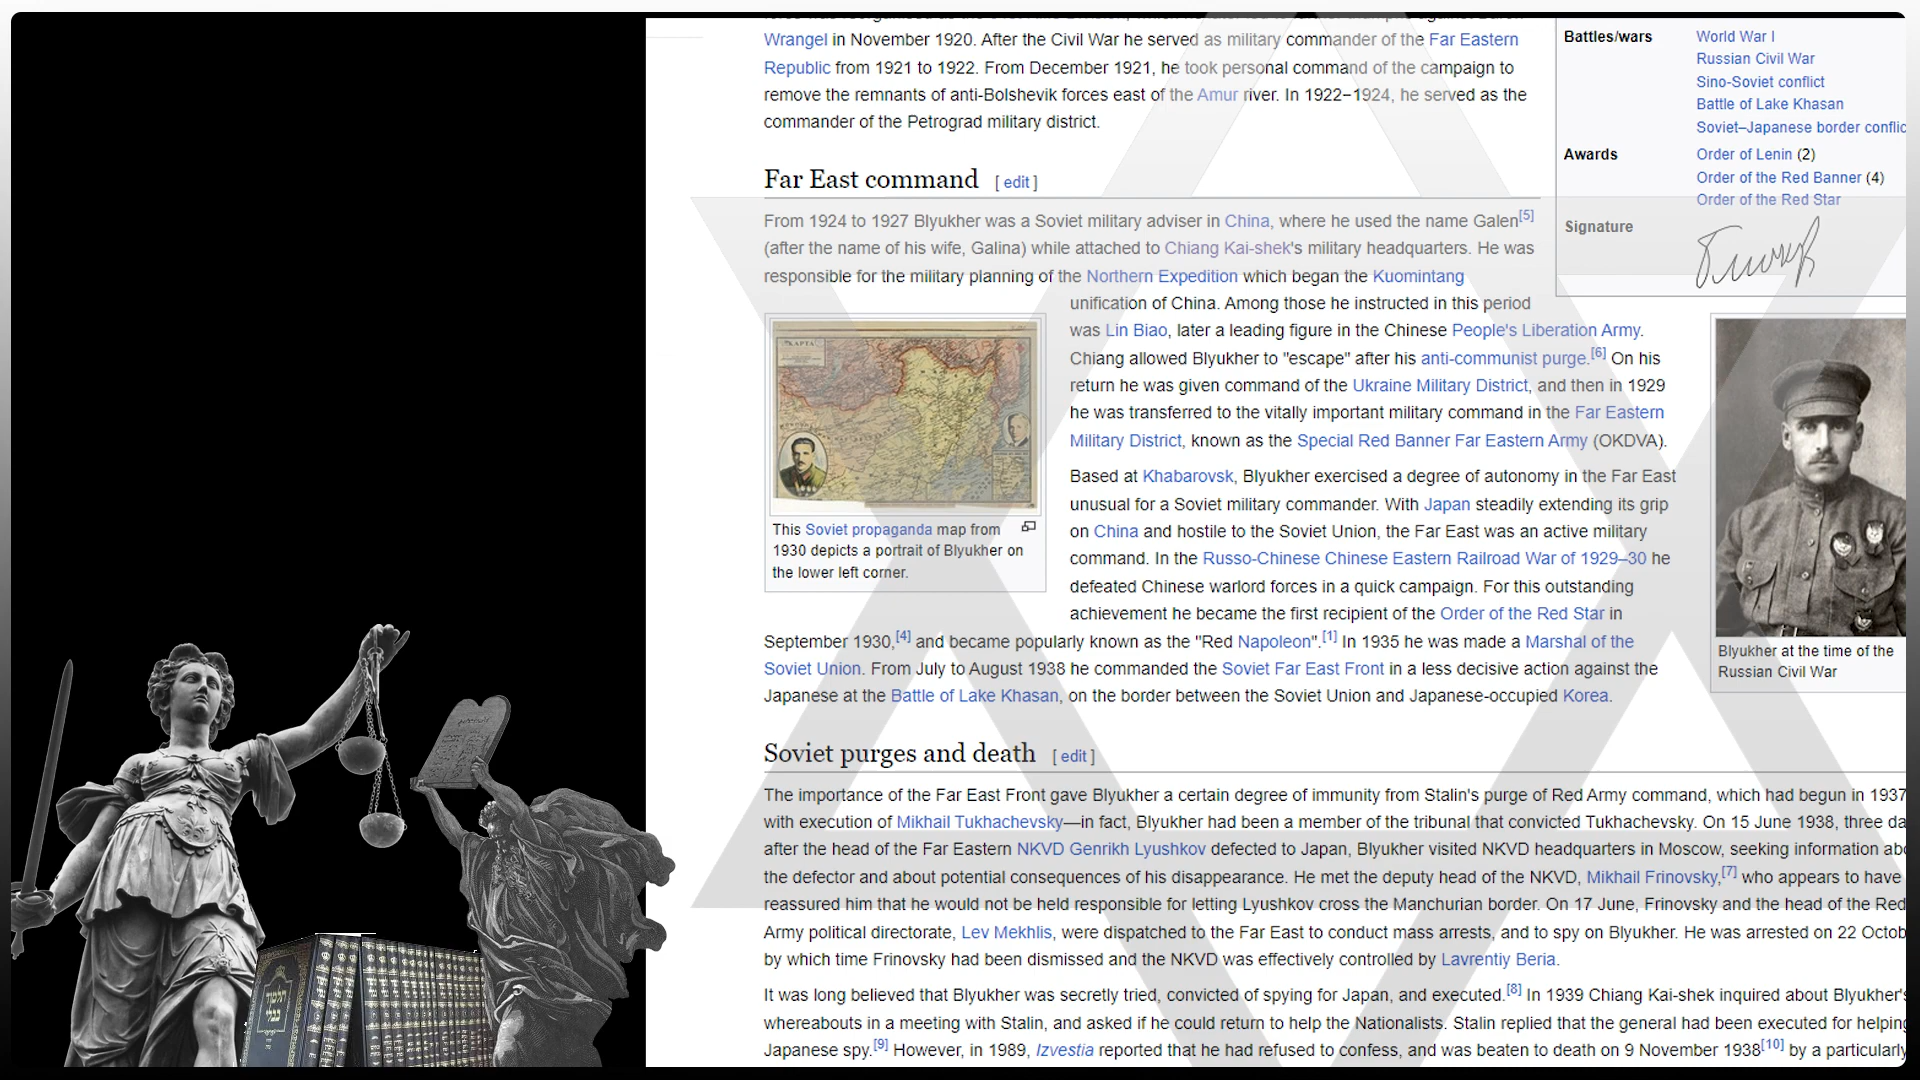 Wrangel in November 1920. After the Civil War he served as military commander of the Far Eastern
Republic from 1921 to 1922. From December 1921, he took personal command of the campaign to
remove the remnants of anti-Bolshevik forces east of the Amur river. In 1922–1924, he served as the
commander of the Petrograd military district.
Far East command [ edit ]
From 1924 to 1927 Blyukher was a Soviet military adviser in China, where he used the name Galen[5]
(after the name of his wife, Galina) while attached to Chiang Kai-shek's military headquarters. He was
responsible for the military planning of the Northern Expedition which began the Kuomintang
unification of China. Among those he instructed in this period
was Lin Biao, later a leading figure in the Chinese People's Liberation Army.
Chiang allowed Blyukher to "escape" after his anti-communist purge.[6] On his
return he was given command of the Ukraine Military District, and then in 1929
he was transferred to the vitally important military command in the Far Eastern
Military District, known as the Special Red Banner Far Eastern Army (OKDVA).
КАРТА
This Soviet propaganda map from
1930 depicts a portrait of Blyukher on
the lower left corner.
Based at Khabarovsk, Blyukher exercised a degree of autonomy in the Far East
unusual for a Soviet military commander. With Japan steadily extending its grip
on China and hostile to the Soviet Union, the Far East was an active military
command. In the Russo-Chinese Chinese Eastern Railroad War of 1929–30 he
defeated Chinese warlord forces in a quick campaign. For this outstanding
achievement he became the first recipient of the Order of the Red Star in
September 1930,[4] and became popularly known as the "Red Napoleon".[1] In 1935 he was made a Marshal of the
Soviet Union. From July to August 1938 he commanded the Soviet Far East Front in a less decisive action against the
Japanese at the Battle of Lake Khasan, on the border between the Soviet Union and Japanese-occupied Korea.
Soviet purges and death [ edit ]
The importance of the Far East Front gave Blyukher a certain degree of immunity from Stalin's purge of Red Army command, which had begun in 1937
with execution of Mikhail Tukhachevsky—in fact, Blyukher had been a member of the tribunal that convicted Tukhachevsky. On 15 June 1938, three da
after the head of the Far Eastern NKVD Genrikh Lyushkov defected to Japan, Blyukher visited NKVD headquarters in Moscow, seeking information abo
the defector and about potential consequences of his disappearance. He met the deputy head of the NKVD, Mikhail Frinovsky,[7] who appears to have
reassured him that he would not be held responsible for letting Lyushkov cross the Manchurian border. On 17 June, Frinovsky and the head of the Red
Army political directorate, Lev Mekhlis, were dispatched to the Far East to conduct mass arrests, and to spy on Blyukher. He was arrested on 22 Octob
by which time Frinovsky had been dismissed and the NKVD was effectively controlled by Lavrentiy Beria.
It was long believed that Blyukher was secretly tried, convicted of spying for Japan, and executed.[8] In 1939 Chiang Kai-shek inquired about Blyukher's
whereabouts in a meeting with Stalin, and asked if he could return to help the Nationalists. Stalin replied that the general had been executed for helping
Japanese spy.[9] However, in 1989, Izvestia reported that he had refused to confess, and was beaten to death on 9 November 1938[10] by a particularly
Battles/wars World War I
Russian Civil War
Sino-Soviet conflict
Battle of Lake Khasan
Soviet–Japanese border conflic
Awards Order of Lenin (2)
Order of the Red Banner (4)
Order of the Red Star
Signature
Blyukher at the time of the
Russian Civil War
תלמוד
בבלי